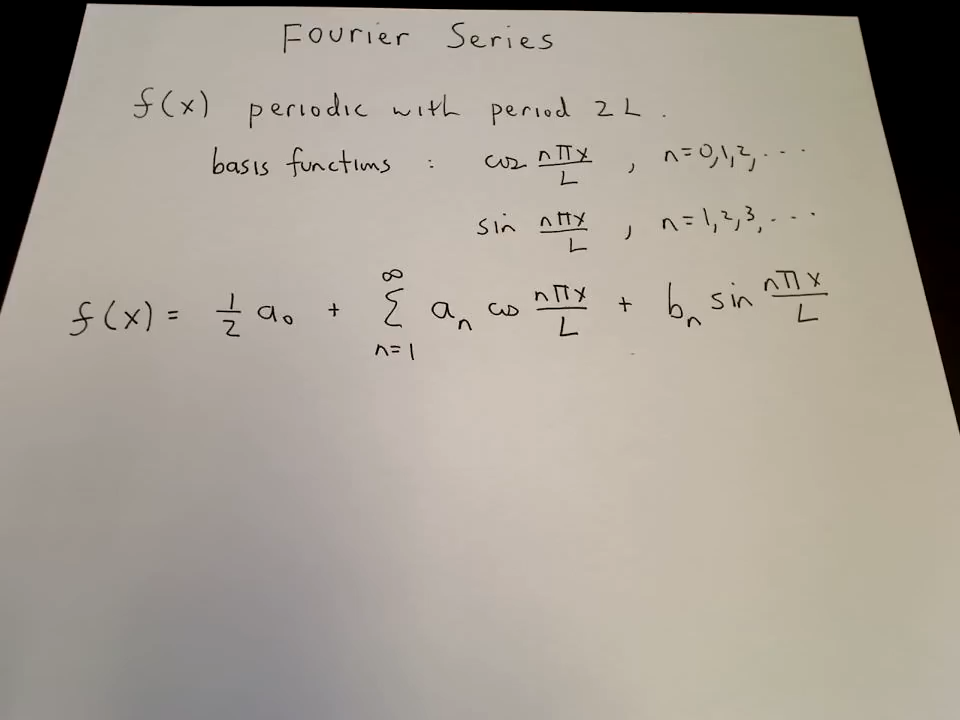 Fourier Series
f(x) periodic with period 2L.
basis functions : cos nπx/L , n=0,1,2,...
sin nπx/L , n=1,2,3,...
f(x) = 1/2 a₀ + ∑_{n=1}^{∞} aₙ cos nπx/L + bₙ sin nπx/L